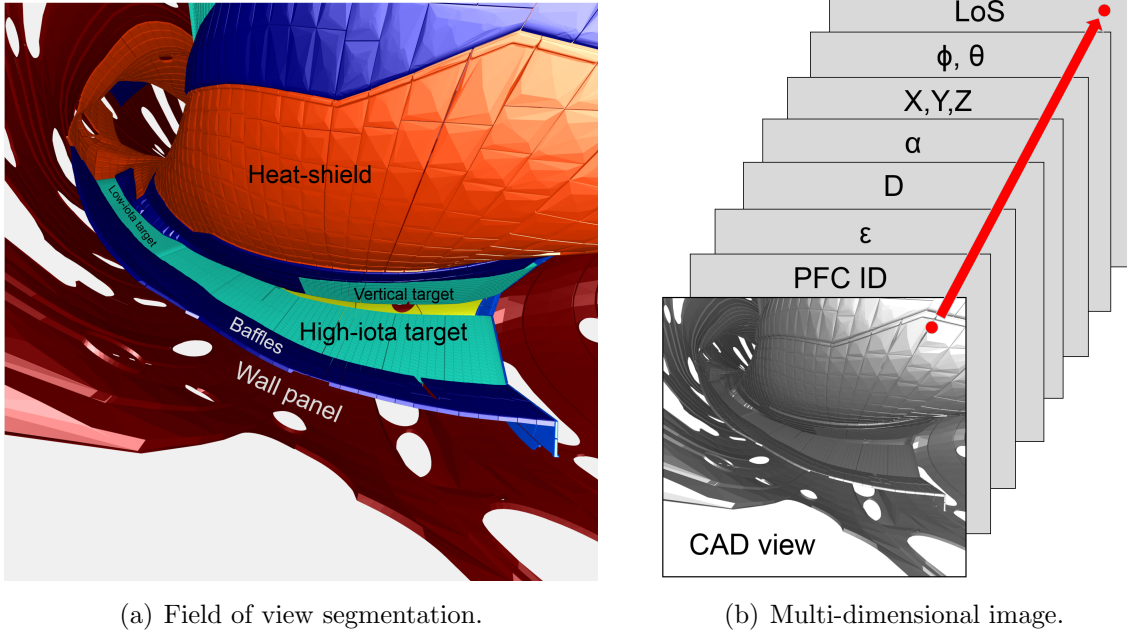 Heat-shield
Low-iota target
Vertical target
High-iota target
Baffles
Wall panel
LoS
ϕ, θ
X,Y,Z
α
D
ε
PFC ID
CAD view
(a) Field of view segmentation.
(b) Multi-dimensional image.